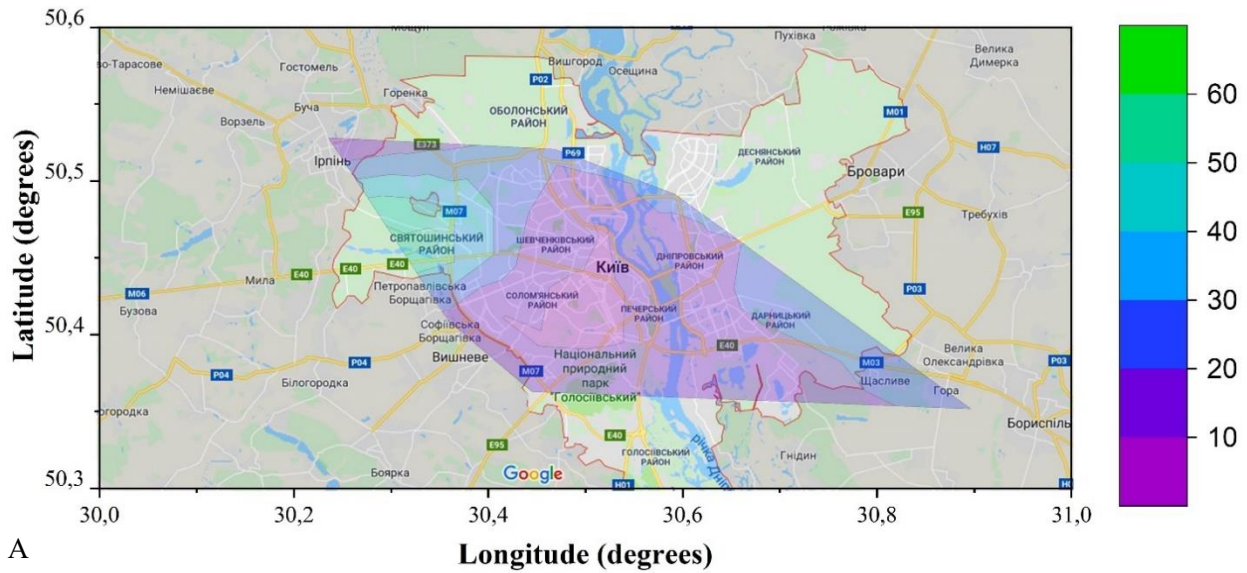 50,6
50,5
50,4
50,3
Latitude (degrees)
30,0
30,2
30,4
30,6
30,8
31,0
Longitude (degrees)
A
60
50
40
30
20
10
во-Тарасове
Гостомель
Вишгород
Осещина
Пухівка
Велика
Димерка
P02
Немішаєве
Горенка
Буча
ОБОЛОНСЬКИЙ
РАЙОН
M01
Ворзель
E373
P69
H07
Ірпінь
ДЕСНЯНСЬКИЙ
РАЙОН
Бровари
M07
E95
Требухів
СВЯТОШИНСЬКИЙ
РАЙОН
ШЕВЧЕНКІВСЬКИЙ
РАЙОН
ДНІПРОВСЬКИЙ
РАЙОН
Київ
Мила
E40
E40
E40
Петропавлівська
Борщагівка
M06
Бузова
СОЛОМ'ЯНСЬКИЙ
РАЙОН
ПЕЧЕРСЬКИЙ
РАЙОН
ДАРНИЦЬКИЙ
РАЙОН
P03
Софіївська
Борщагівка
Вишневе
E40
Велика
Олександрівка
P04
P04
Білогородка
M07
Національний
природний
парк
"Голосіївський"
M03
P03
Щасливе
Гора
огородка
Бориспіль
E95
E40
ГОЛОСІЇВСЬКИЙ
РАЙОН
річка Дніп
Гнідин
Боярка
Google
H01